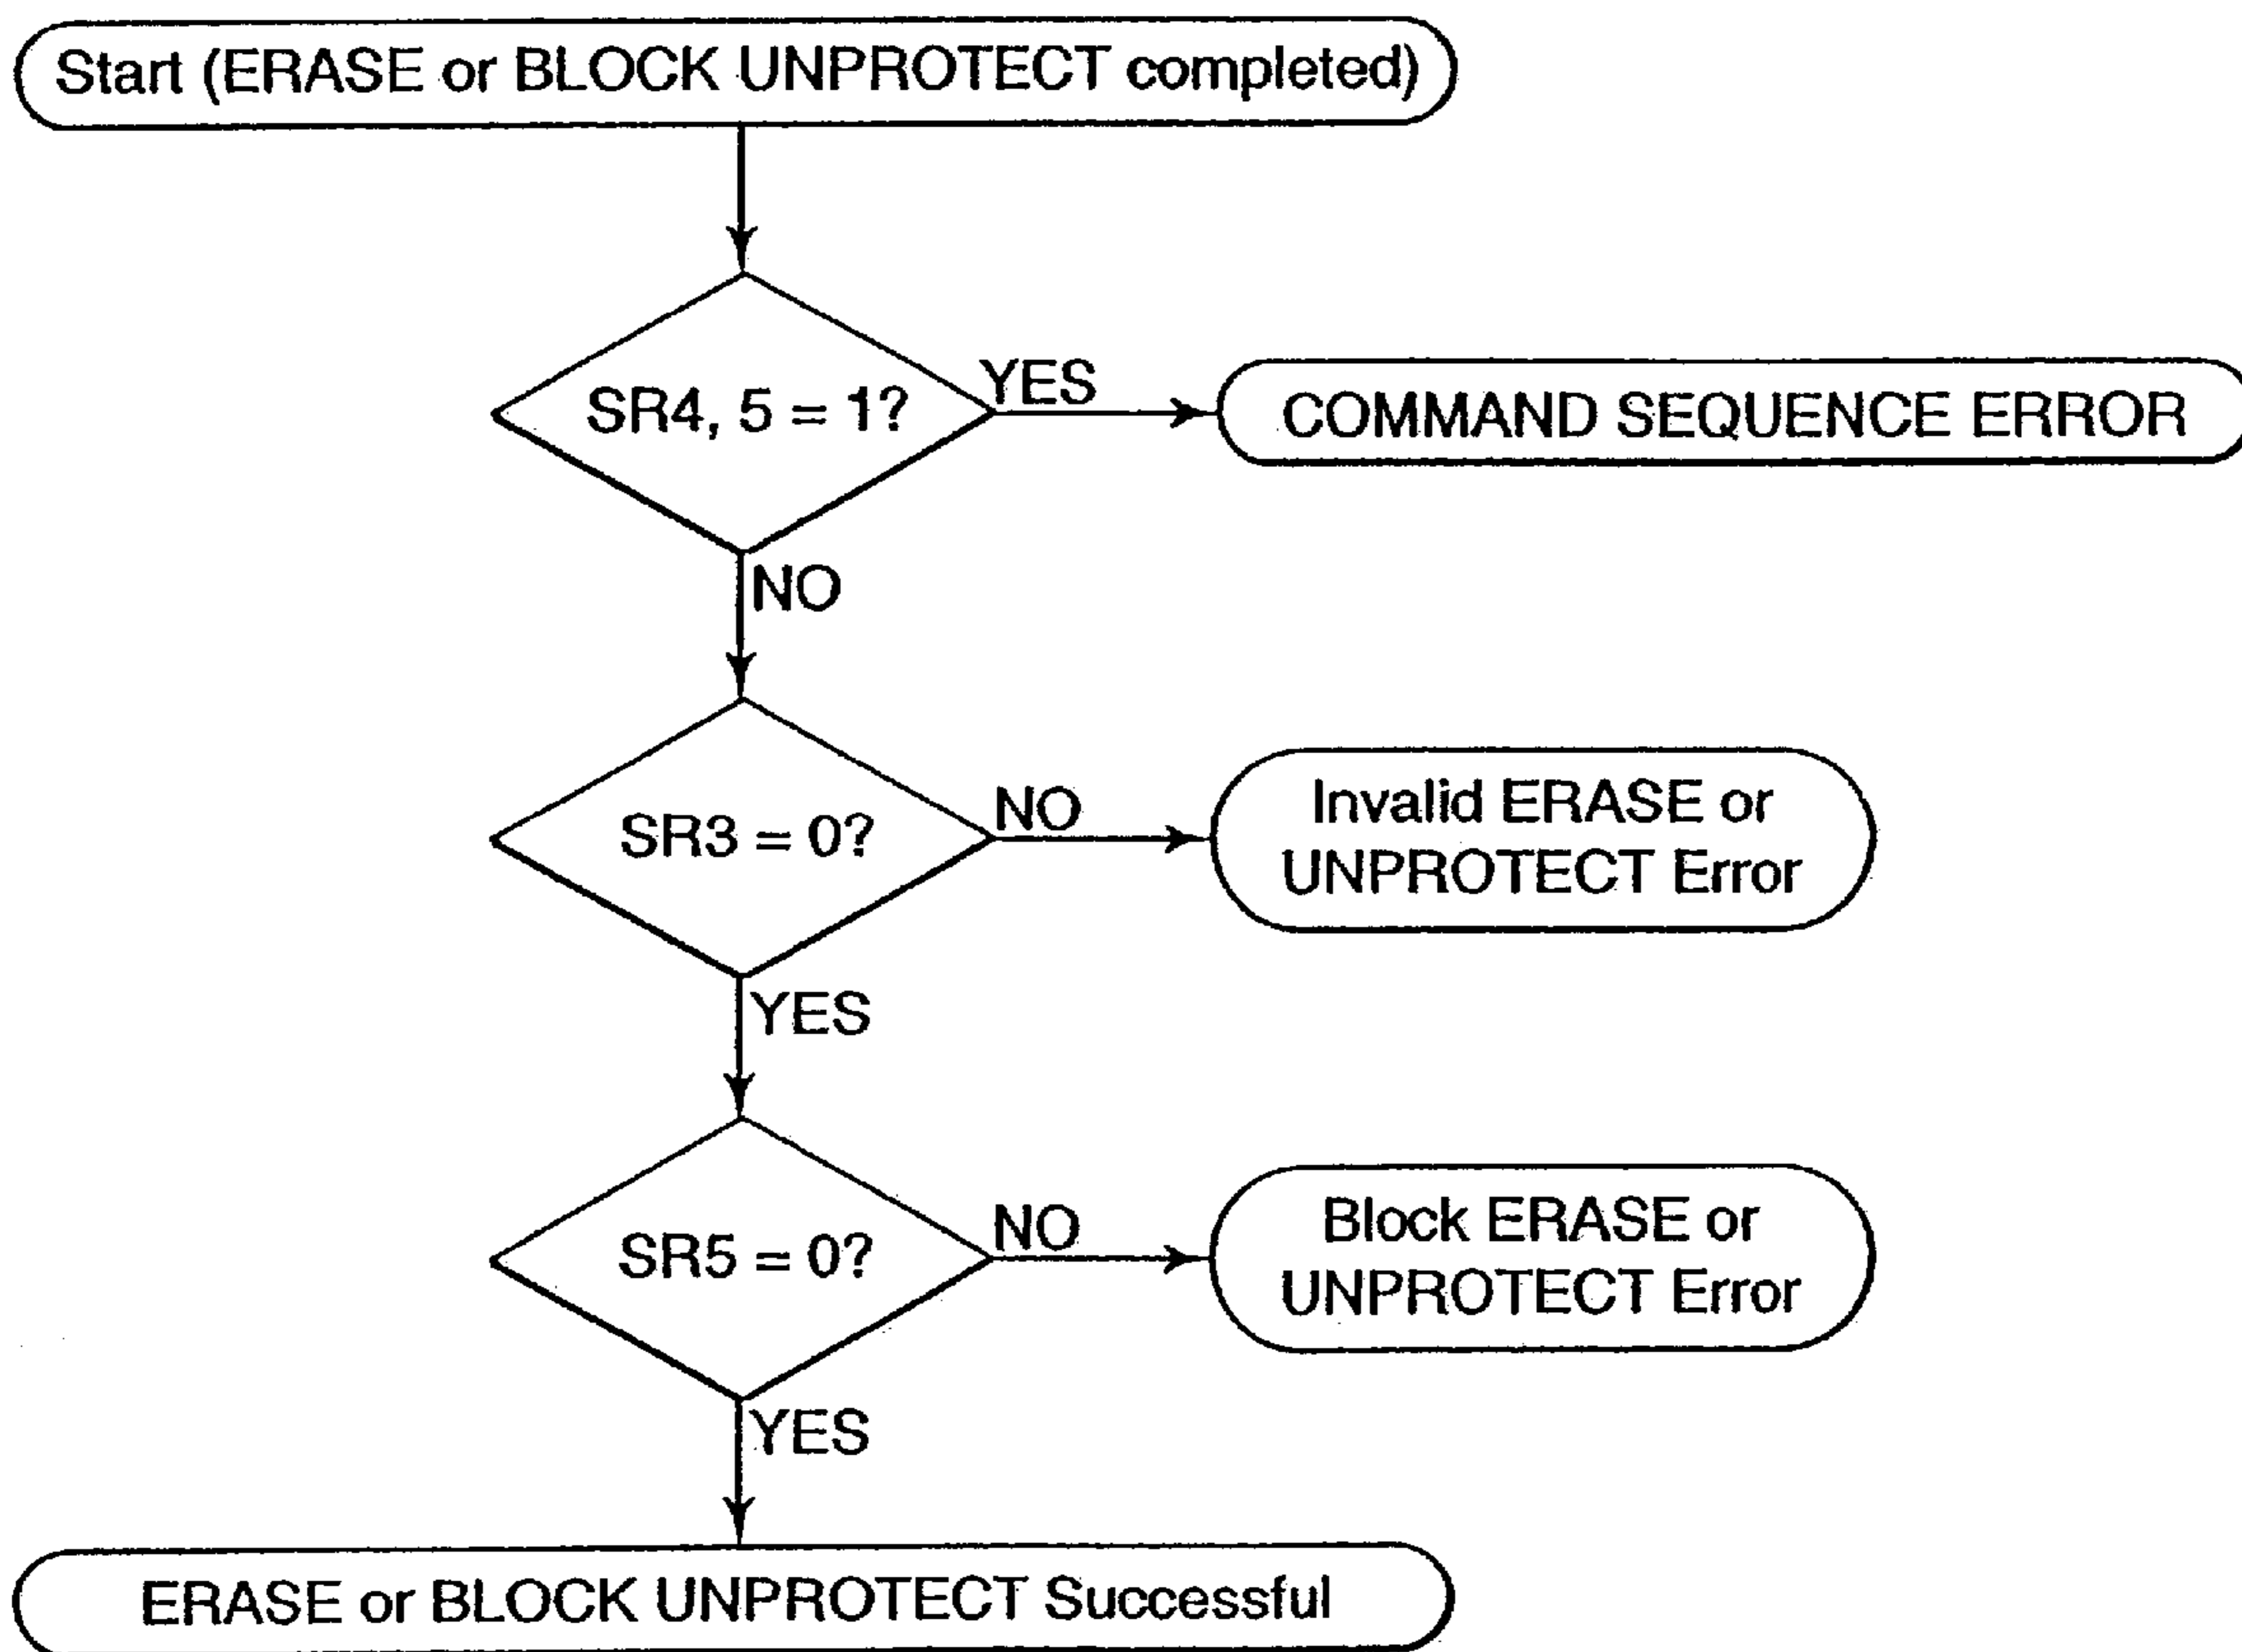 Start (ERASE or BLOCK UNPROTECT completed)
SR4, 5 = 1?
YES
COMMAND SEQUENCE ERROR
NO
SR3 = 0?
NO
Invalid ERASE or
UNPROTECT Error
YES
SR5 = 0?
NO
Block ERASE or
UNPROTECT Error
YES
ERASE or BLOCK UNPROTECT Successful